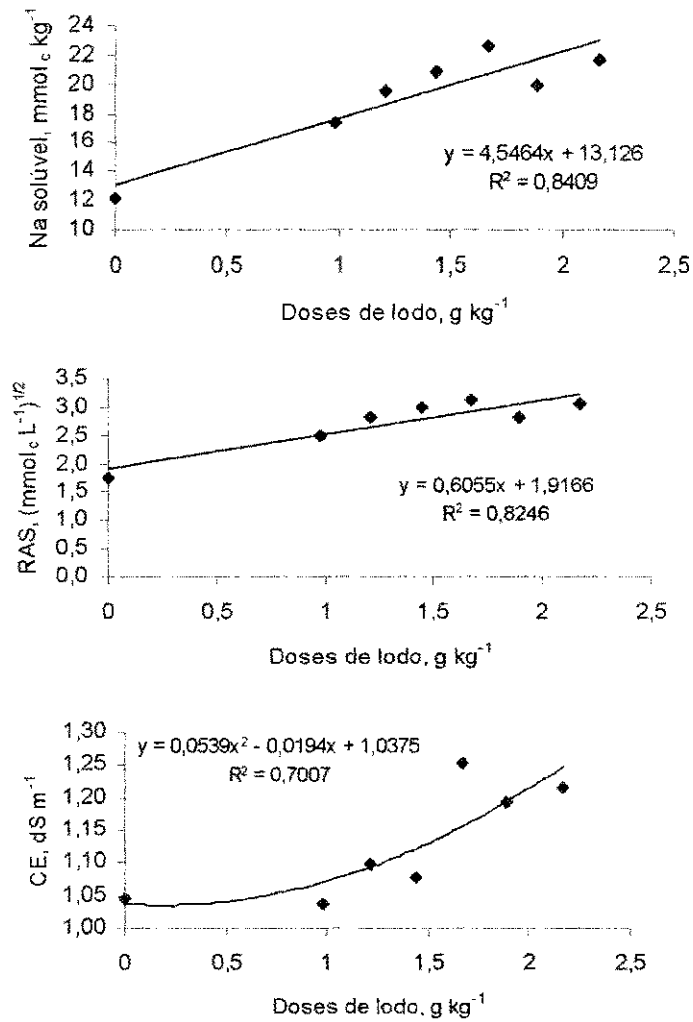 Na solúvel, mmol c kg-1
24
22
20
18
16
14
12
10
y = 4,5464x + 13,126
R² = 0,8409
0 0,5 1 1,5 2 2,5
Doses de lodo, g kg-1
RAS, (mmol c L-1)1/2
3,5
3,0
2,5
2,0
1,5
1,0
0,5
0,0
y = 0,6055x + 1,9166
R² = 0,8246
0 0,5 1 1,5 2 2,5
Doses de lodo, g kg-1
CE, dS m-1
1,30
1,25
1,20
1,15
1,10
1,05
1,00
y = 0,0539x² - 0,0194x + 1,0375
R² = 0,7007
0 0,5 1 1,5 2 2,5
Doses de lodo, g kg-1